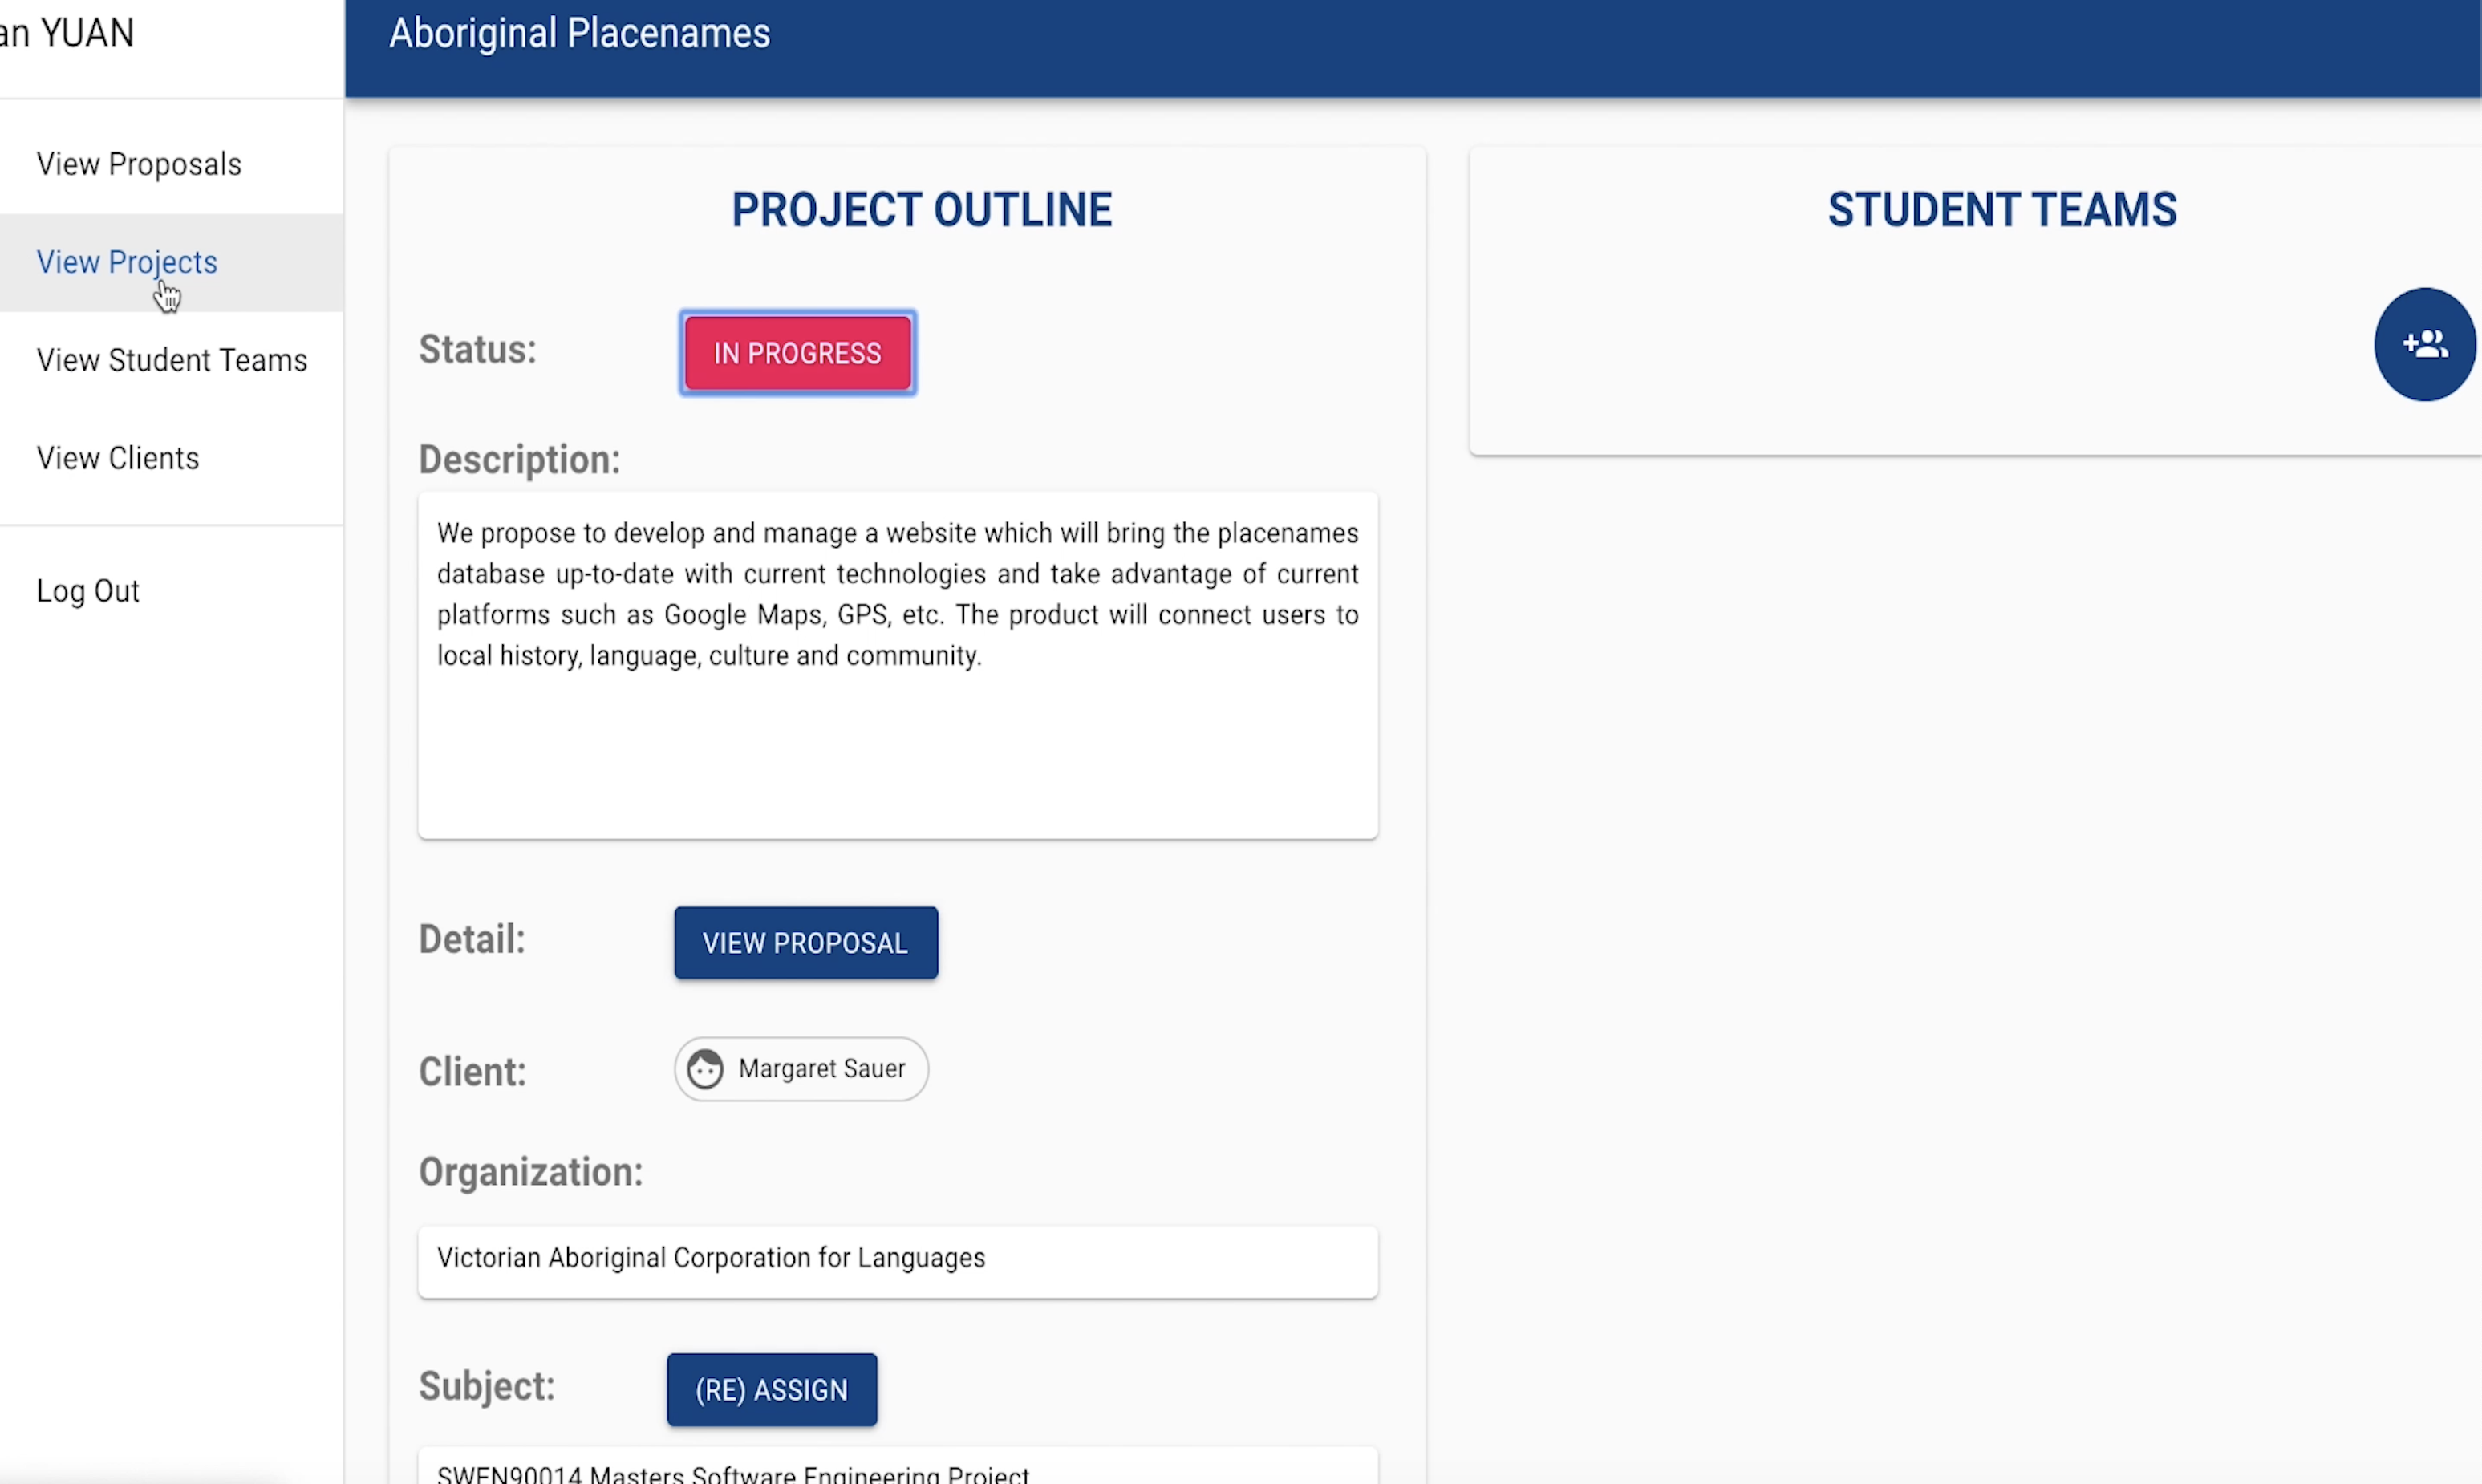 an YUAN
Aboriginal Placenames
View Proposals
View Projects
View Student Teams
View Clients
Log Out
PROJECT OUTLINE
Status:
IN PROGRESS
Description:
We propose to develop and manage a website which will bring the placenames
database up-to-date with current technologies and take advantage of current
platforms such as Google Maps, GPS, etc. The product will connect users to
local history, language, culture and community.
Detail:
VIEW PROPOSAL
Client:
Margaret Sauer
Organization:
Victorian Aboriginal Corporation for Languages
Subject:
(RE) ASSIGN
SWEN90014 Masters Software Engineering Project
STUDENT TEAMS